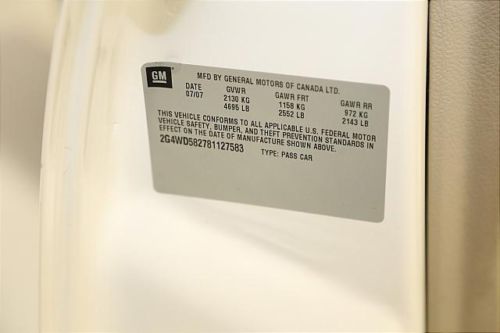 GM
MFD BY GENERAL MOTORS OF CANADA LTD.
DATE GVWR GAWR FRT GAWR RR
07/07 2130 KG 1158 KG 972 KG
4695 LB 2552 LB 2143 LB
THIS VEHICLE CONFORMS TO ALL APPLICABLE U.S. FEDERAL MOTOR
VEHICLE SAFETY, BUMPER, AND THEFT PREVENTION STANDARDS IN
EFFECT ON THE DATE OF MANUFACTURE SHOWN ABOVE.
2G4WD582781127583 TYPE: PASS CAR